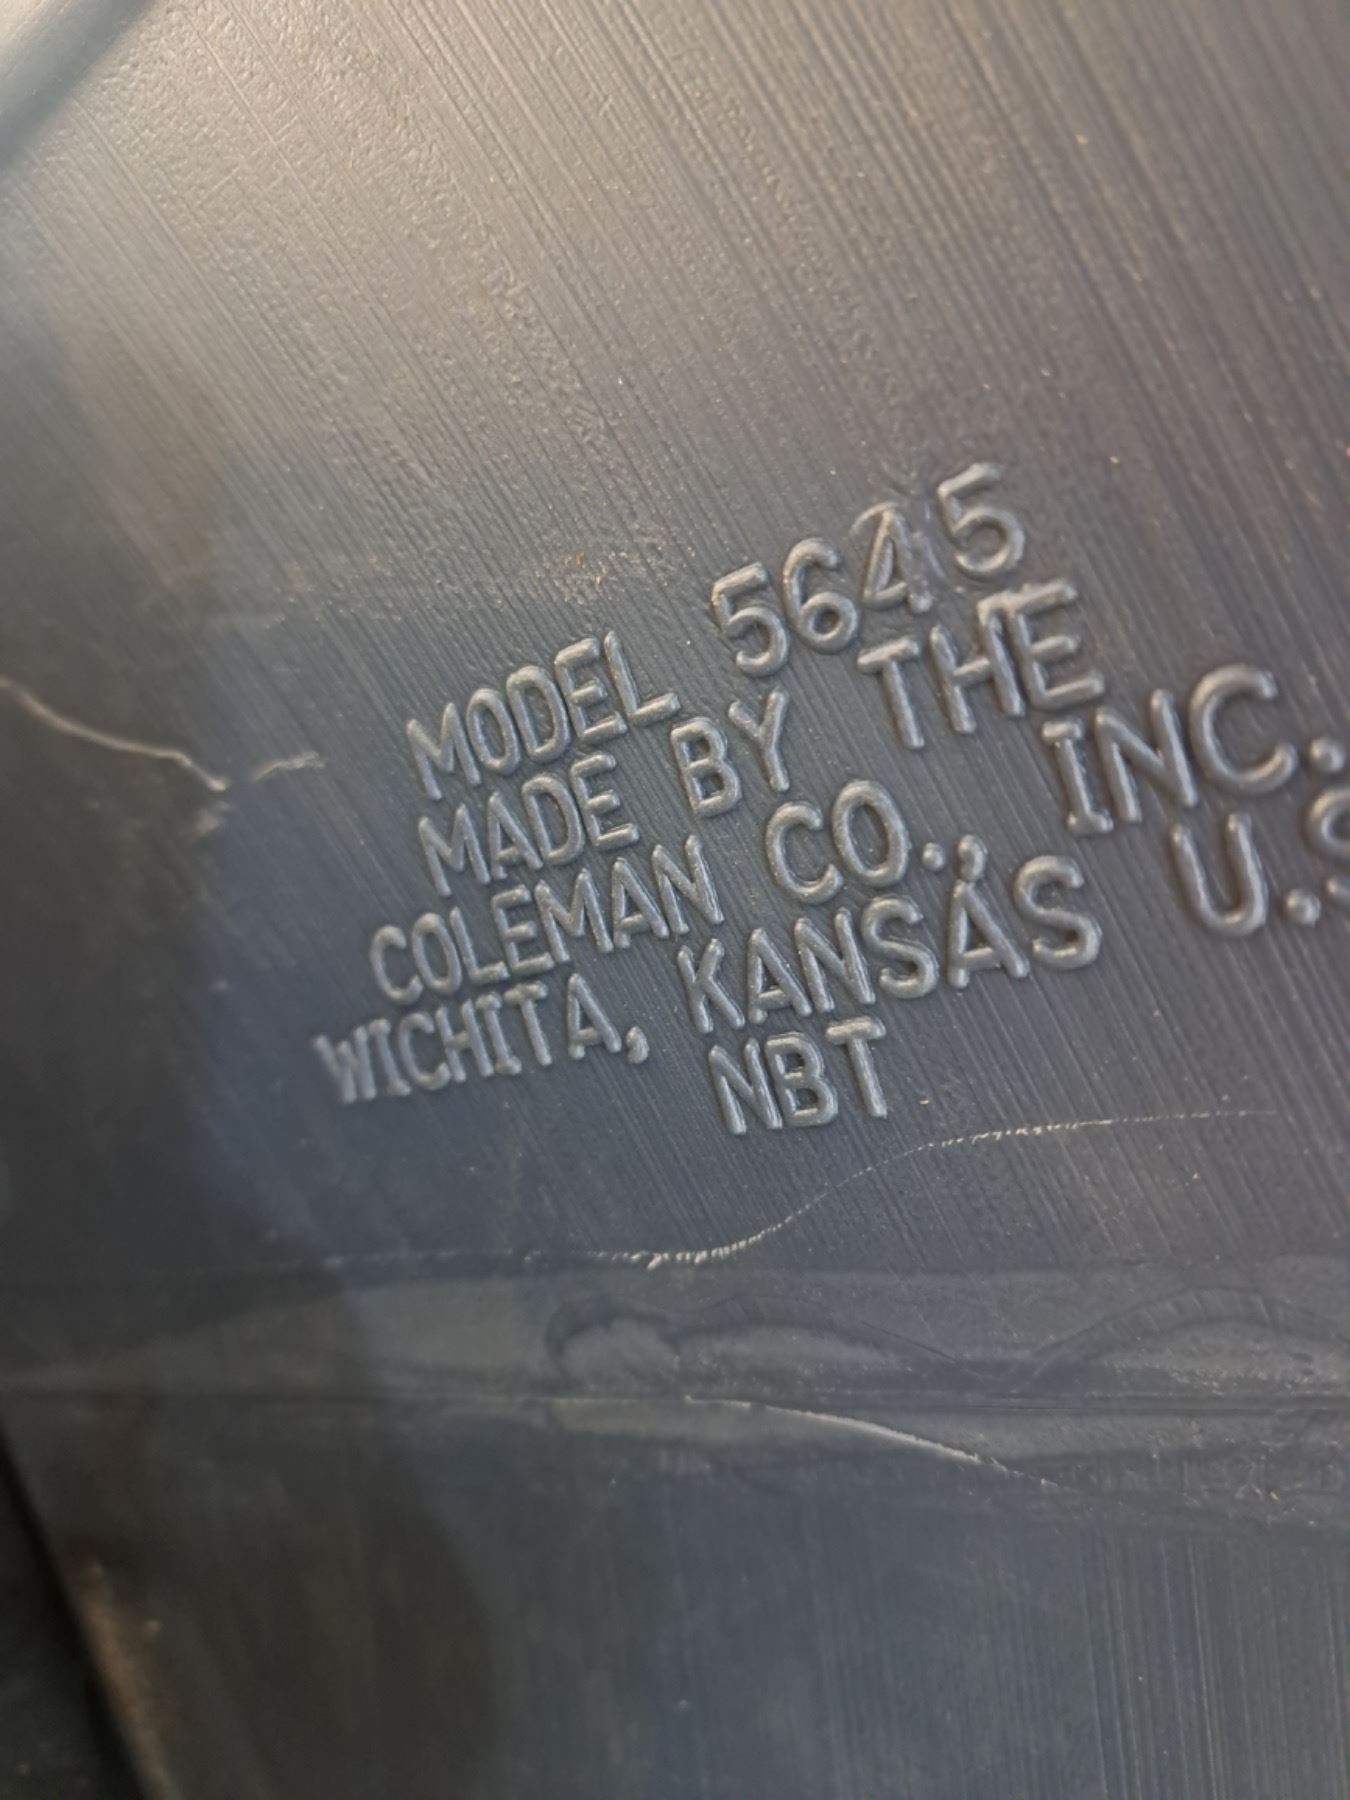 MODEL 5645
MADE BY THE
COLEMAN CO., INC.
WICHITA, KANSAS U.S
NBT